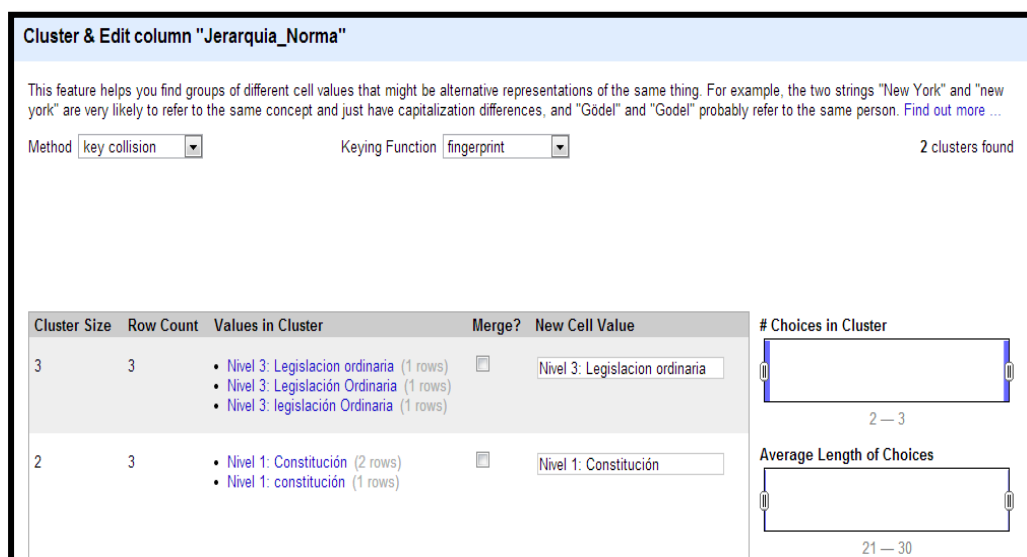 Cluster & Edit column "Jerarquia_Norma"
This feature helps you find groups of different cell values that might be alternative representations of the same thing. For example, the two strings "New York" and "new
york" are very likely to refer to the same concept and just have capitalization differences, and "Gödel" and "Godel" probably refer to the same person. Find out more ...
Method key collision Keying Function fingerprint 2 clusters found
Cluster Size Row Count Values in Cluster Merge? New Cell Value # Choices in Cluster
3 3 • Nivel 3: Legislacion ordinaria (1 rows) Nivel 3: Legislacion ordinaria
• Nivel 3: Legislación Ordinaria (1 rows)
• Nivel 3: legislación Ordinaria (1 rows)
2 — 3
Average Length of Choices
2 3 • Nivel 1: Constitución (2 rows) Nivel 1: Constitución
• Nivel 1: constitución (1 rows)
21 — 30